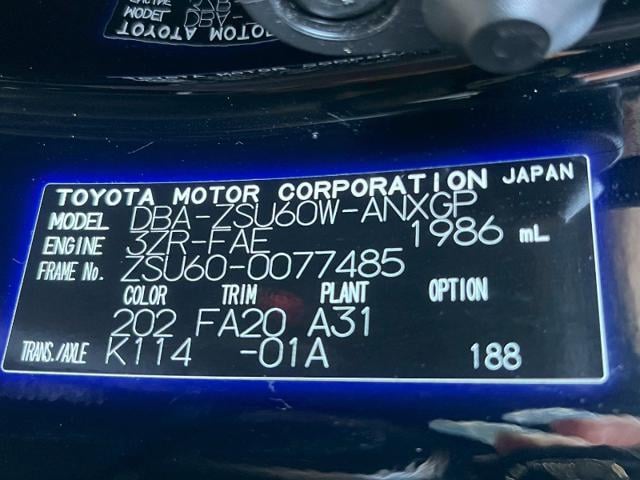 TOYOTA MOTOR CORPORATION JAPAN
MODEL DBA-ZSU60W-ANXGP
ENGINE 3ZR-FAE 1986 mL
FRAME No. ZSU60-0077485
COLOR TRIM PLANT OPTION
202 FA20 A31
TRANS./AXLE K114 -01A 188